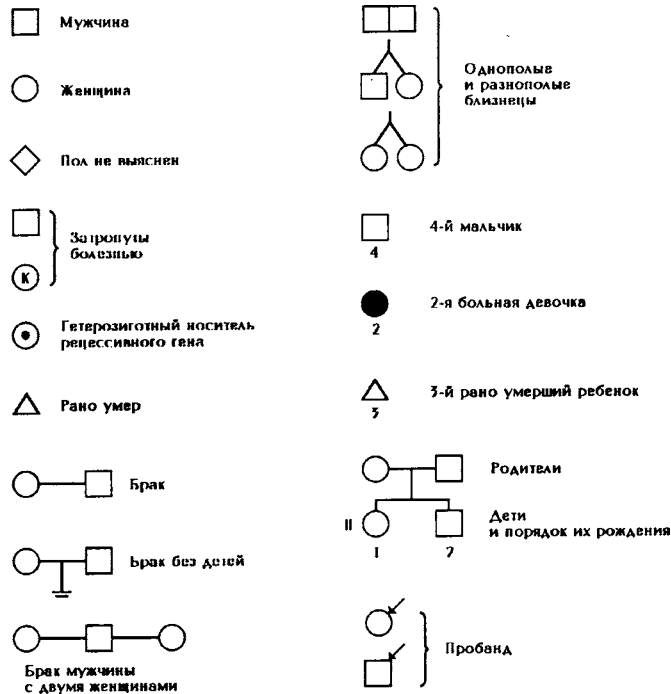 Мужчина
Женщина
Пол не выяснен
Затронуты
болезнью
К
Гетерозиготный носитель
рецессивного гена
Рано умер
Брак
Брак без детей
Брак мужчины
с двумя женщинами
Однополые
и разнополые
близнецы
4-й мальчик
4
2-я больная девочка
2
3-й рано умерший ребенок
3
Родители
II
Дети
и порядок их рождения
1 2
Пробанд